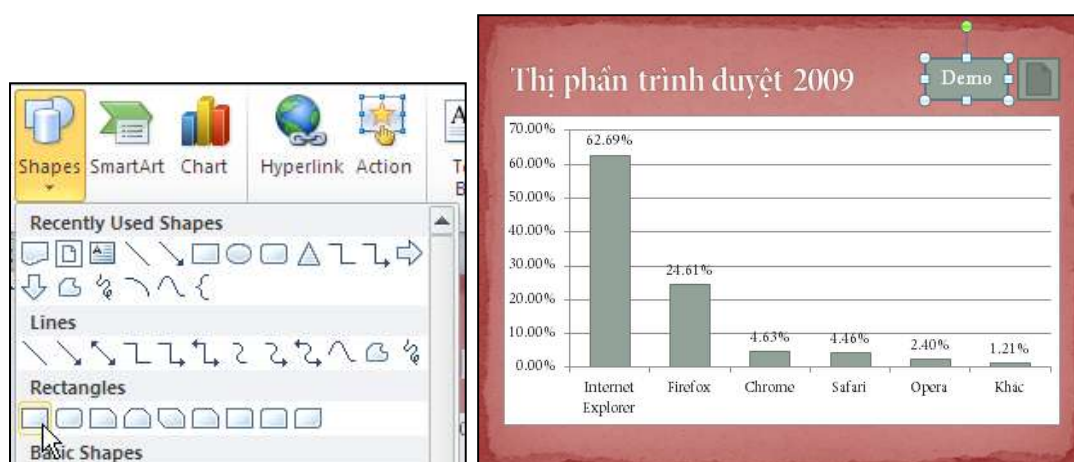 Shapes SmartArt Chart Hyperlink Action
Recently Used Shapes
Lines
Rectangles
Basic Shapes
Thị phần trình duyệt 2009
Demo
70.00%
60.00%
50.00%
40.00%
30.00%
20.00%
10.00%
0.00%
62.69%
24.61%
4.63%
4.46%
2.40%
1.21%
Internet Explorer
Firefox
Chrome
Safari
Opera
Khác